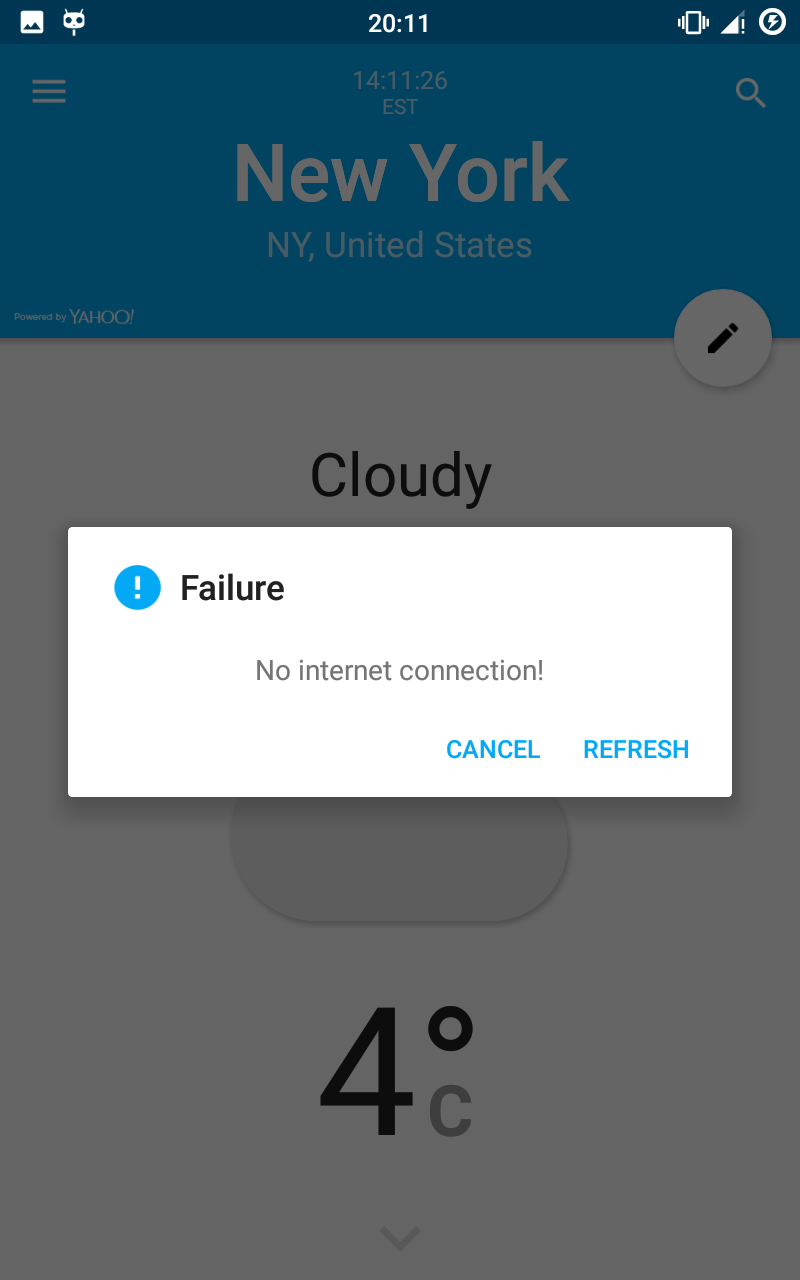 20:11
14:11:26
EST
New York
NY, United States
Powered by YAHOO!
Cloudy
Failure
No internet connection!
CANCEL REFRESH
4°
C